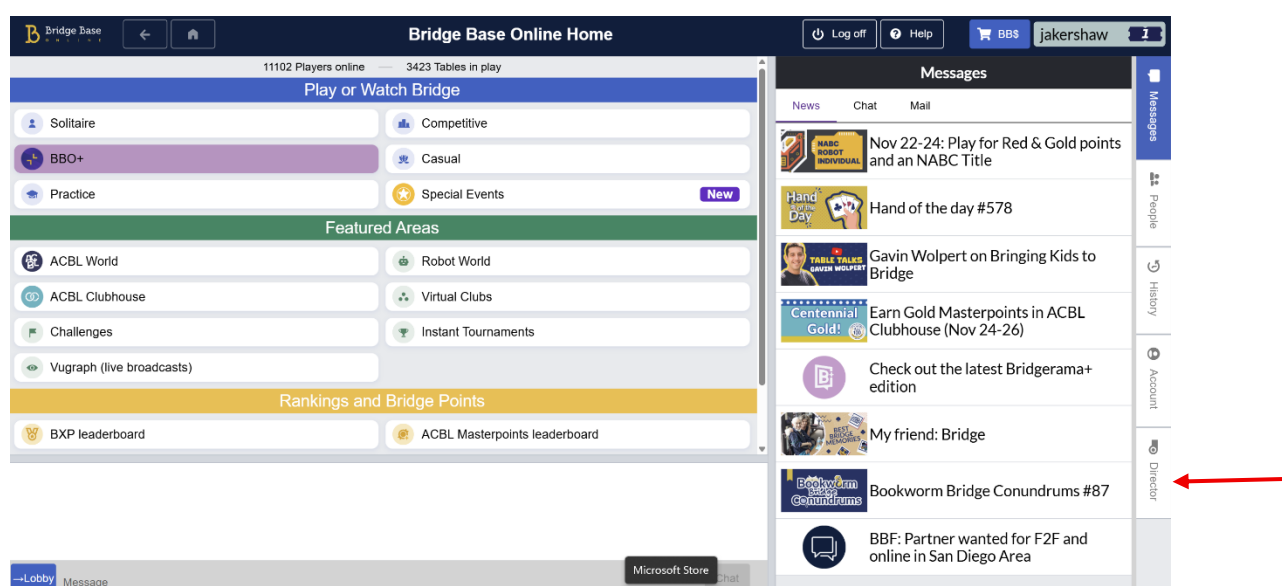 Bridge Base
ONLINE
Bridge Base Online Home
Log off
Help
BB$
jakershaw
1
11102 Players online — 3423 Tables in play
Play or Watch Bridge
Solitaire
Competitive
BBO+
Casual
Practice
Special Events
New
Featured Areas
ACBL World
Robot World
ACBL Clubhouse
Virtual Clubs
Challenges
Instant Tournaments
Vugraph (live broadcasts)
Rankings and Bridge Points
BXP leaderboard
ACBL Masterpoints leaderboard
→Lobby
Message
Microsoft Store
Chat
Messages
News
Chat
Mail
NABC
ROBOT
INDIVIDUAL
Nov 22-24: Play for Red & Gold points
and an NABC Title
Hand
of the
Day
Hand of the day #578
TABLE TALKS
GAVIN WOLPERT
Gavin Wolpert on Bringing Kids to
Bridge
Centennial
Gold!
Earn Gold Masterpoints in ACBL
Clubhouse (Nov 24-26)
Check out the latest Bridgerama+
edition
BEST
BRIDGE
MEMORIES
My friend: Bridge
Bookworm
Bridge
Conundrums
Bookworm Bridge Conundrums #87
BBF: Partner wanted for F2F and
online in San Diego Area
Messages
People
History
Account
Director